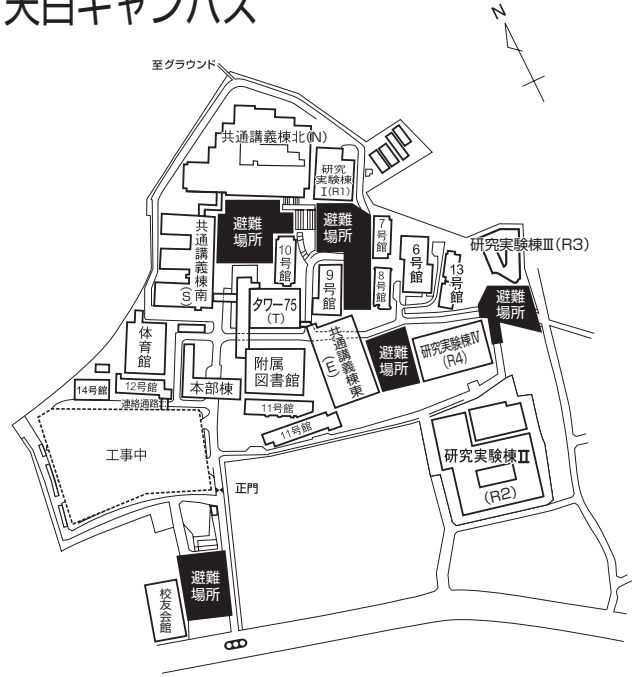 天白キャンパス
N
至グラウンド
共通講義棟北(N)
研究
実験棟
I(R1)
避難
場所
避難
場所
7号館
共通講義棟南
(S)
10号館
9号館
8号館
6号館
13号館
研究実験棟Ⅲ(R3)
避難
場所
タワー75
(T)
体育館
共通講義棟東
(E)
避難
場所
研究実験棟Ⅳ
(R4)
附属
図書館
14号館
12号館
本部棟
連絡通路
11号館
11号館
工事中
研究実験棟Ⅱ
(R2)
正門
避難
場所
校友会館